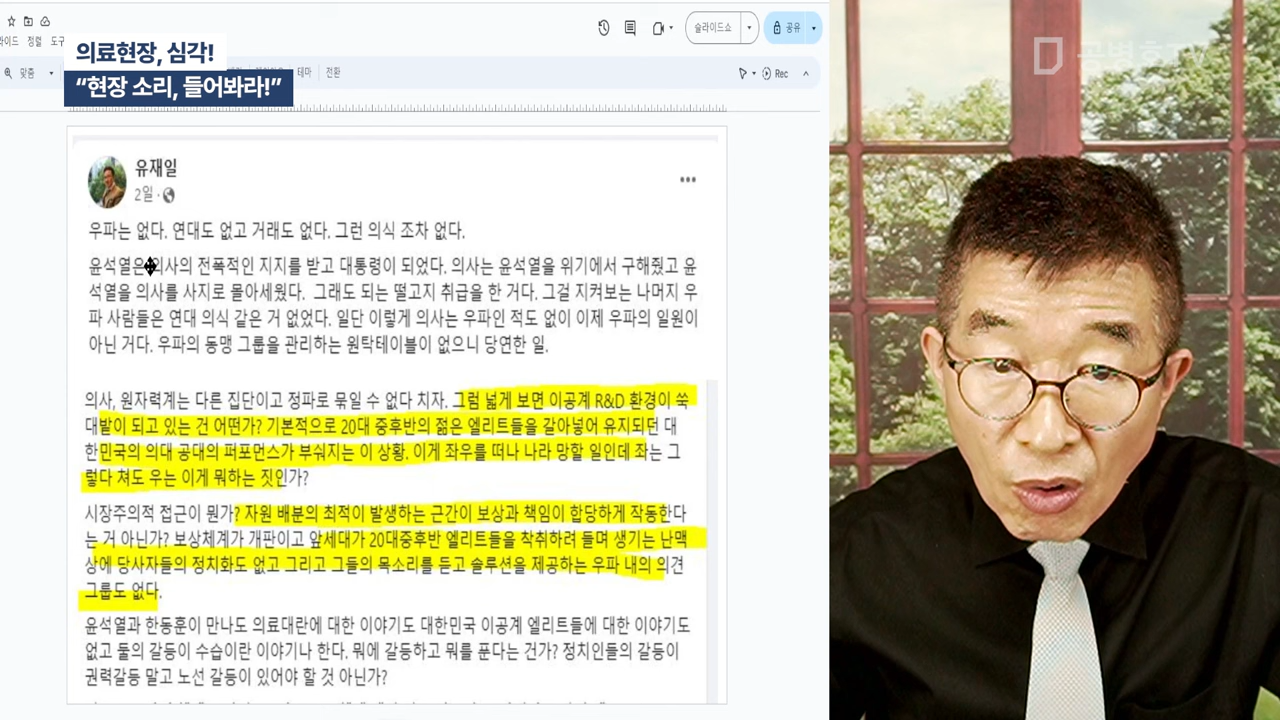 의료현장, 심각!
“현장 소리, 들어봐라!”
슬라이드쇼
공유
맞춤
테마
전환
Rec
공병호TV
유재일
2일
우파는 없다. 연대도 없고 거래도 없다. 그런 의식 조차 없다.
윤석열은 의사의 전폭적인 지지를 받고 대통령이 되었다. 의사는 윤석열을 위기에서 구해줬고 윤
석열을 의사를 사지로 몰아세웠다. 그래도 되는 떨고지 취급을 한 거다. 그걸 지켜보는 나머지 우
파 사람들은 연대 의식 같은 거 없었다. 일단 이렇게 의사는 우파인 적도 없이 이제 우파의 일원이
아닌 거다. 우파의 동맹 그룹을 관리하는 원탁테이블이 없으니 당연한 일.
의사, 원자력계는 다른 집단이고 정파로 묶일 수 없다 치자. 그럼 넓게 보면 이공계 R&D 환경이 쑥
대밭이 되고 있는 건 어떤가? 기본적으로 20대 중후반의 젊은 엘리트들을 갈아넣어 유지되던 대
한민국의 의대 공대의 퍼포먼스가 부숴지는 이 상황. 이게 좌우를 떠나 나라 망할 일인데 좌는 그
렇다 쳐도 우는 이게 뭐하는 짓인가?
시장주의적 접근이 뭔가? 자원 배분의 최적이 발생하는 근간이 보상과 책임이 합당하게 작동한다
는 거 아닌가? 보상체계가 개판이고 앞세대가 20대중후반 엘리트들을 착취하려 들며 생기는 난맥
상에 당사자들의 정치화도 없고 그리고 그들의 목소리를 듣고 솔루션을 제공하는 우파 내의 의견
그룹도 없다.
윤석열과 한동훈이 만나도 의료대란에 대한 이야기도 대한민국 이공계 엘리트들에 대한 이야기도
없고 둘의 갈등이 수습이란 이야기나 한다. 뭐에 갈등하고 뭐를 푼다는 건가? 정치인들의 갈등이
권력갈등 말고 노선 갈등이 있어야 할 것 아닌가?